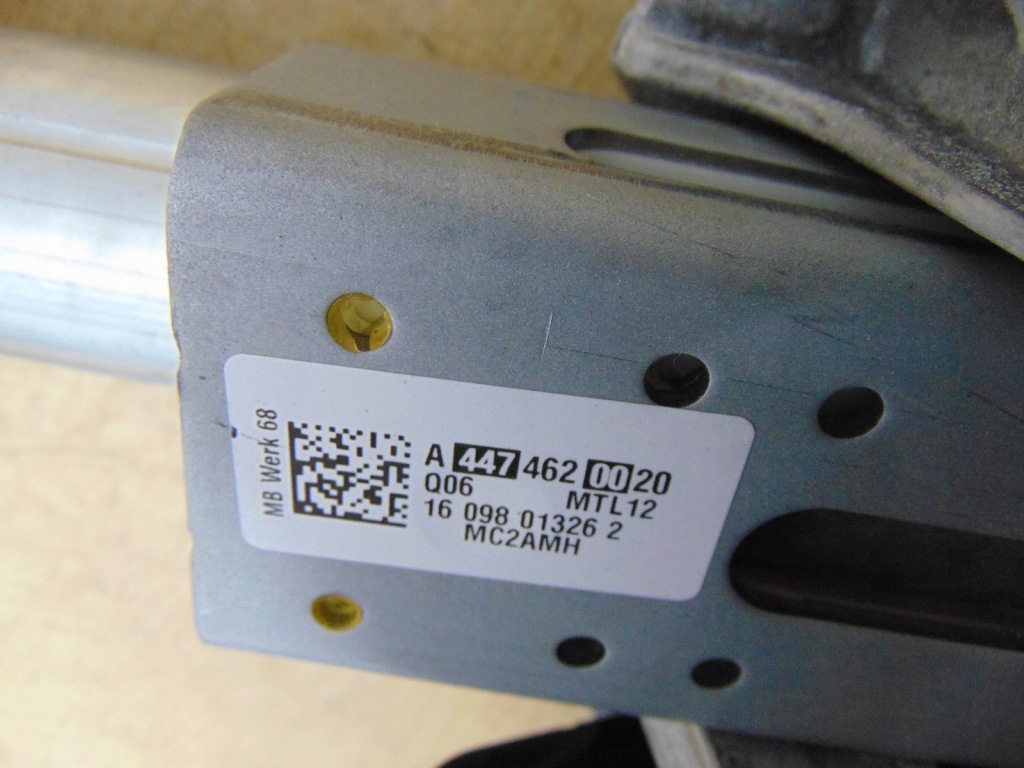 MB Werk 68
A 447 462 00 20
Q06 MTL12
16 098 01326 2
MC2AMH